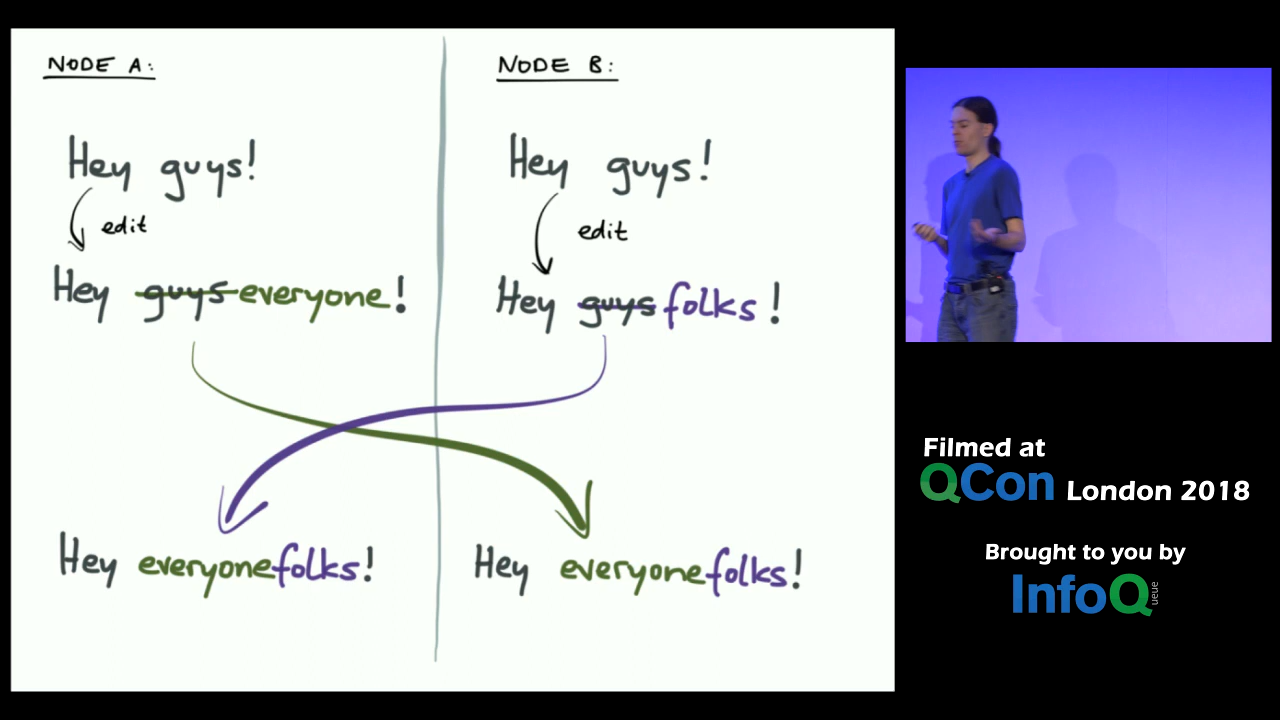 NODE A:
Hey guys!
edit
Hey guys everyone!
Hey everyonefolks!
NODE B:
Hey guys!
edit
Hey guys folks!
Hey everyonefolks!
Filmed at
QCon London 2018
Brought to you by
InfoQueue